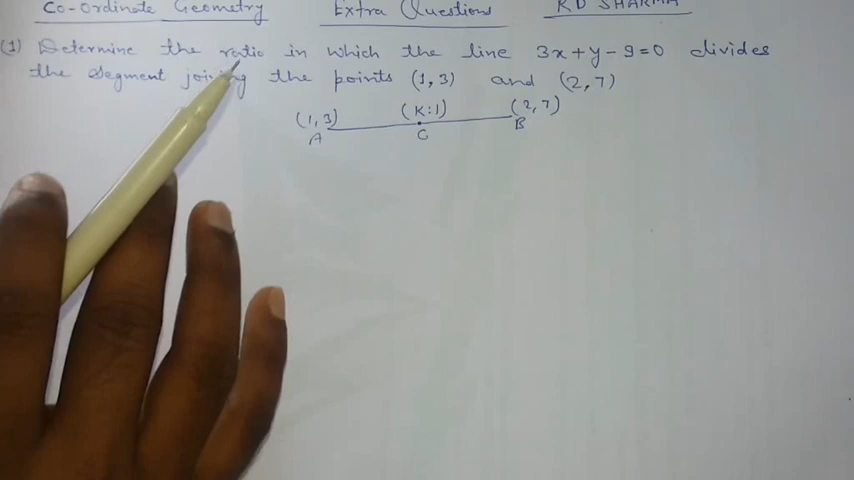 Co-Ordinate Geometry Extra Questions RD SHARMA
(1) Determine the ratio in which the line 3x+y-9=0 divides
the segment joining the points (1,3) and (2,7)
(1,3) (K:1) (2,7)
A C B